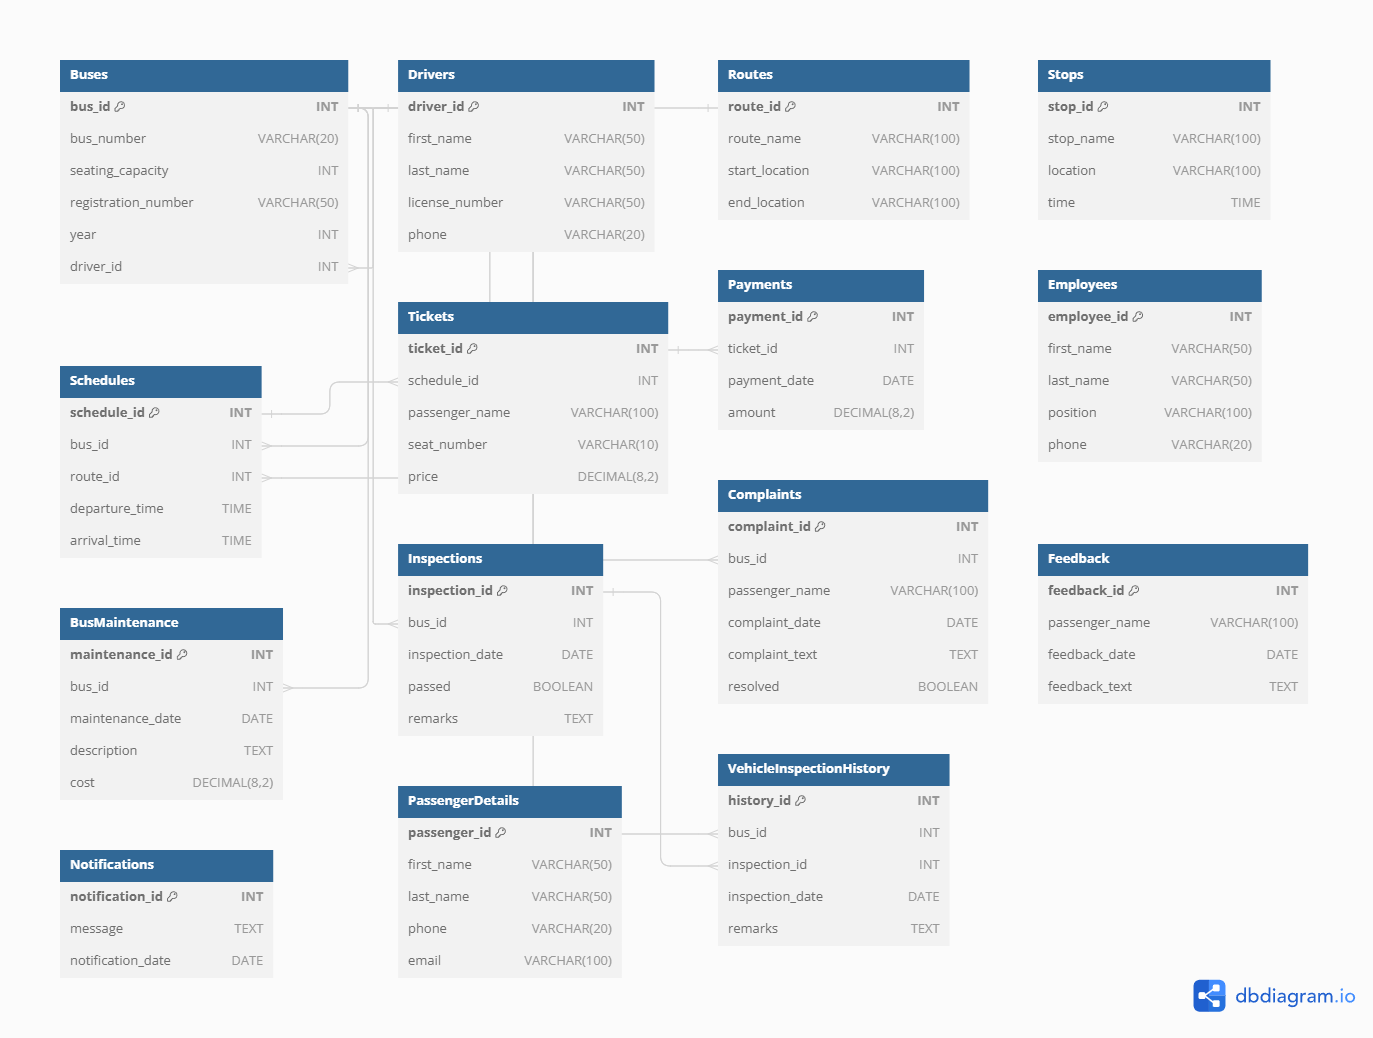 Buses
bus_id INT
bus_number VARCHAR(20)
seating_capacity INT
registration_number VARCHAR(50)
year INT
driver_id INT
Drivers
driver_id INT
first_name VARCHAR(50)
last_name VARCHAR(50)
license_number VARCHAR(50)
phone VARCHAR(20)
Routes
route_id INT
route_name VARCHAR(100)
start_location VARCHAR(100)
end_location VARCHAR(100)
Stops
stop_id INT
stop_name VARCHAR(100)
location VARCHAR(100)
time TIME
Schedules
schedule_id INT
bus_id INT
route_id INT
departure_time TIME
arrival_time TIME
Tickets
ticket_id INT
schedule_id INT
passenger_name VARCHAR(100)
seat_number VARCHAR(10)
price DECIMAL(8,2)
Payments
payment_id INT
ticket_id INT
payment_date DATE
amount DECIMAL(8,2)
Employees
employee_id INT
first_name VARCHAR(50)
last_name VARCHAR(50)
position VARCHAR(100)
phone VARCHAR(20)
BusMaintenance
maintenance_id INT
bus_id INT
maintenance_date DATE
description TEXT
cost DECIMAL(8,2)
Inspections
inspection_id INT
bus_id INT
inspection_date DATE
passed BOOLEAN
remarks TEXT
Complaints
complaint_id INT
bus_id INT
passenger_name VARCHAR(100)
complaint_date DATE
complaint_text TEXT
resolved BOOLEAN
Feedback
feedback_id INT
passenger_name VARCHAR(100)
feedback_date DATE
feedback_text TEXT
Notifications
notification_id INT
message TEXT
notification_date DATE
PassengerDetails
passenger_id INT
first_name VARCHAR(50)
last_name VARCHAR(50)
phone VARCHAR(20)
email VARCHAR(100)
VehicleInspectionHistory
history_id INT
bus_id INT
inspection_id INT
inspection_date DATE
remarks TEXT
dbdiagram.io